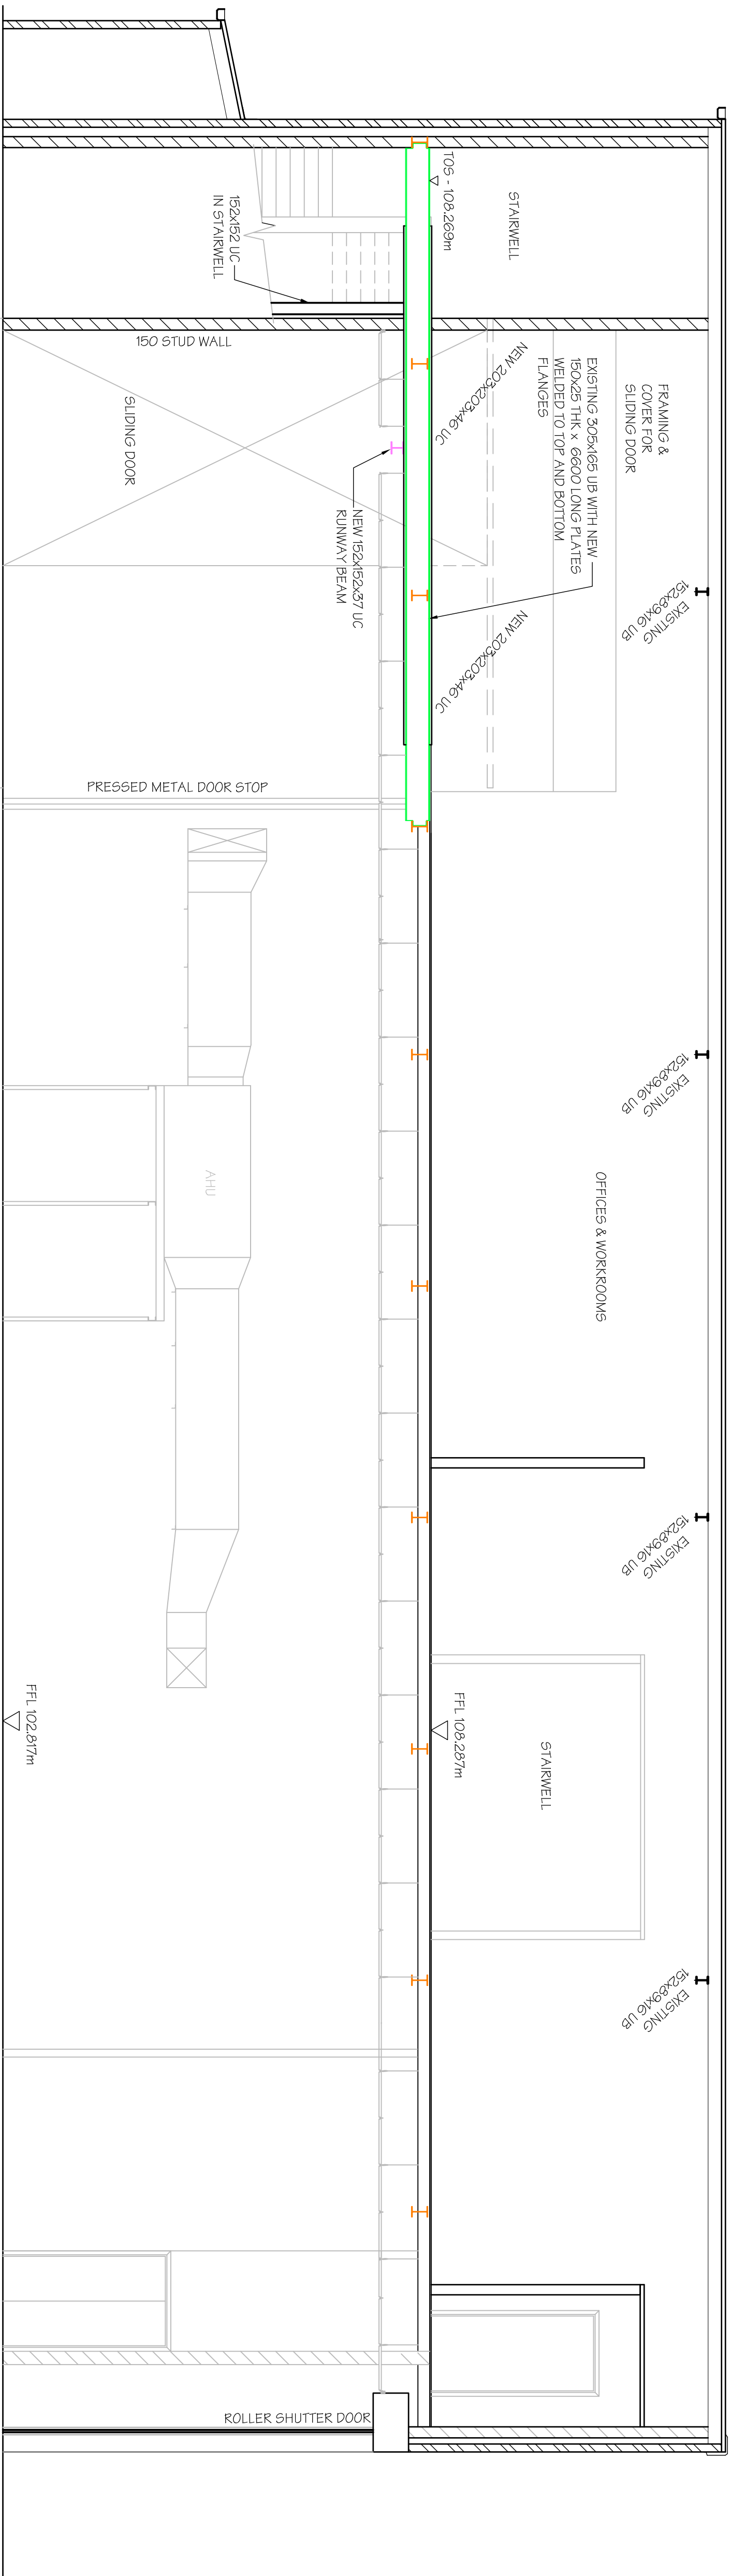 STAIRWELL
TOS - 108.269m
152x152 UC
IN STAIRWELL
150 STUD WALL
SLIDING DOOR
FRAMING &
COVER FOR
SLIDING DOOR
EXISTING 305x165 UB WITH NEW
150x25 THK x 6600 LONG PLATES
WELDED TO TOP AND BOTTOM
FLANGES
NEW 203x203x46 UC
NEW 152x152x37 UC
RUNWAY BEAM
NEW 203x203x46 UC
EXISTING
152x89x16 UB
PRESSED METAL DOOR STOP
EXISTING
152x89x16 UB
AHU
OFFICES & WORKROOMS
EXISTING
152x89x16 UB
STAIRWELL
FFL 108.287m
FFL 102.817m
EXISTING
152x89x16 UB
ROLLER SHUTTER DOOR